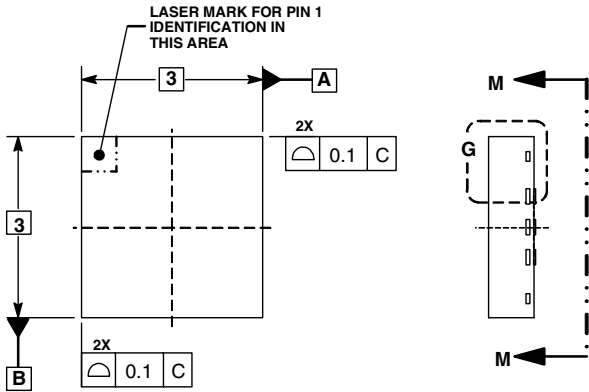 LASER MARK FOR PIN 1
IDENTIFICATION IN
THIS AREA
3
A
M
2X
0.1 C
G
3
B
2X
0.1 C
M